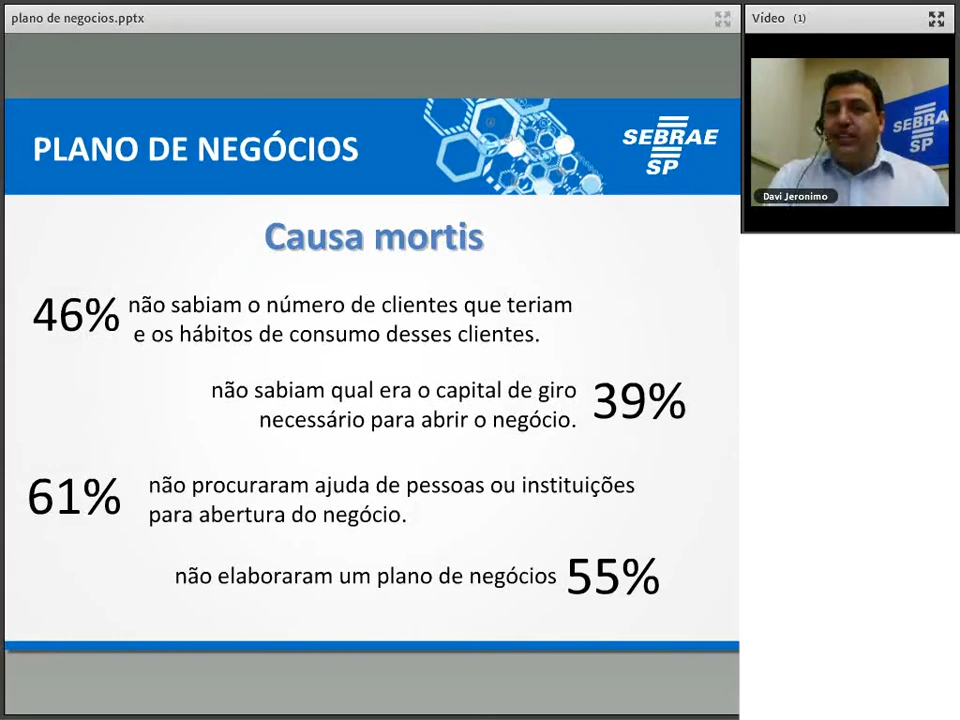 plano de negocios.pptx
Vídeo (1)
PLANO DE NEGÓCIOS
SEBRAE
SP
SEBRAE
SP
Davi Jeronimo
Causa mortis
46% não sabiam o número de clientes que teriam
e os hábitos de consumo desses clientes.
não sabiam qual era o capital de giro 39%
necessário para abrir o negócio.
61% não procuraram ajuda de pessoas ou instituições
para abertura do negócio.
não elaboraram um plano de negócios 55%